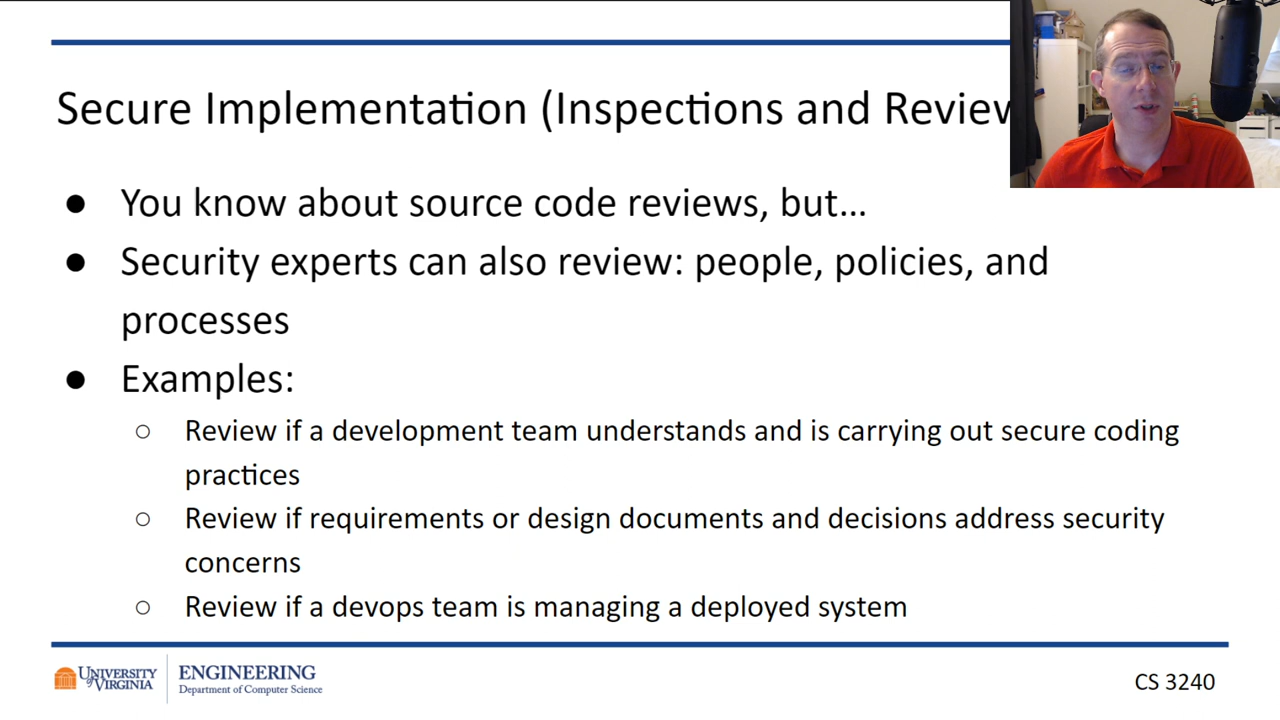 Secure Implementation (Inspections and Review
● You know about source code reviews, but…
● Security experts can also review: people, policies, and
processes
● Examples:
○ Review if a development team understands and is carrying out secure coding
practices
○ Review if requirements or design documents and decisions address security
concerns
○ Review if a devops team is managing a deployed system
UNIVERSITY
of VIRGINIA
ENGINEERING
Department of Computer Science
CS 3240